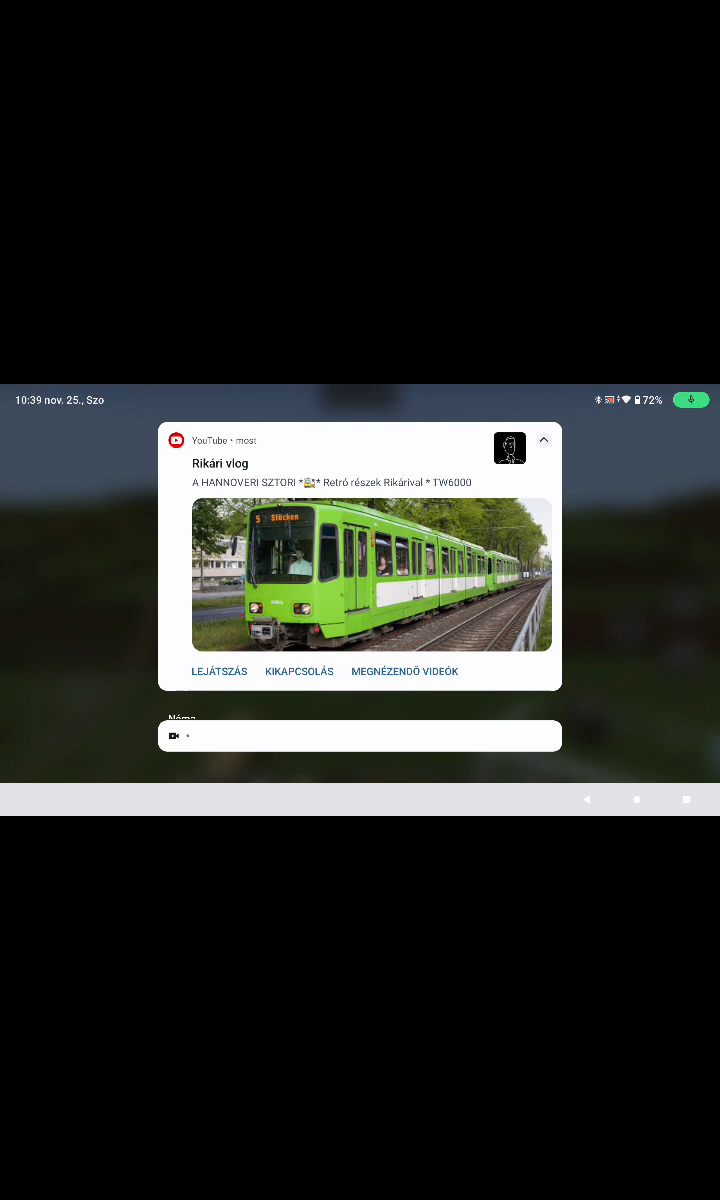 10:39 nov. 25., Szo
72%
YouTube • most
Rikári vlog
A HANNOVERI SZTORI *🚉* Retró részek Rikárival * TW6000
5 Stöcken
LEJÁTSZÁS KIKAPCSOLÁS MEGNÉZENDŐ VIDEÓK
Néma